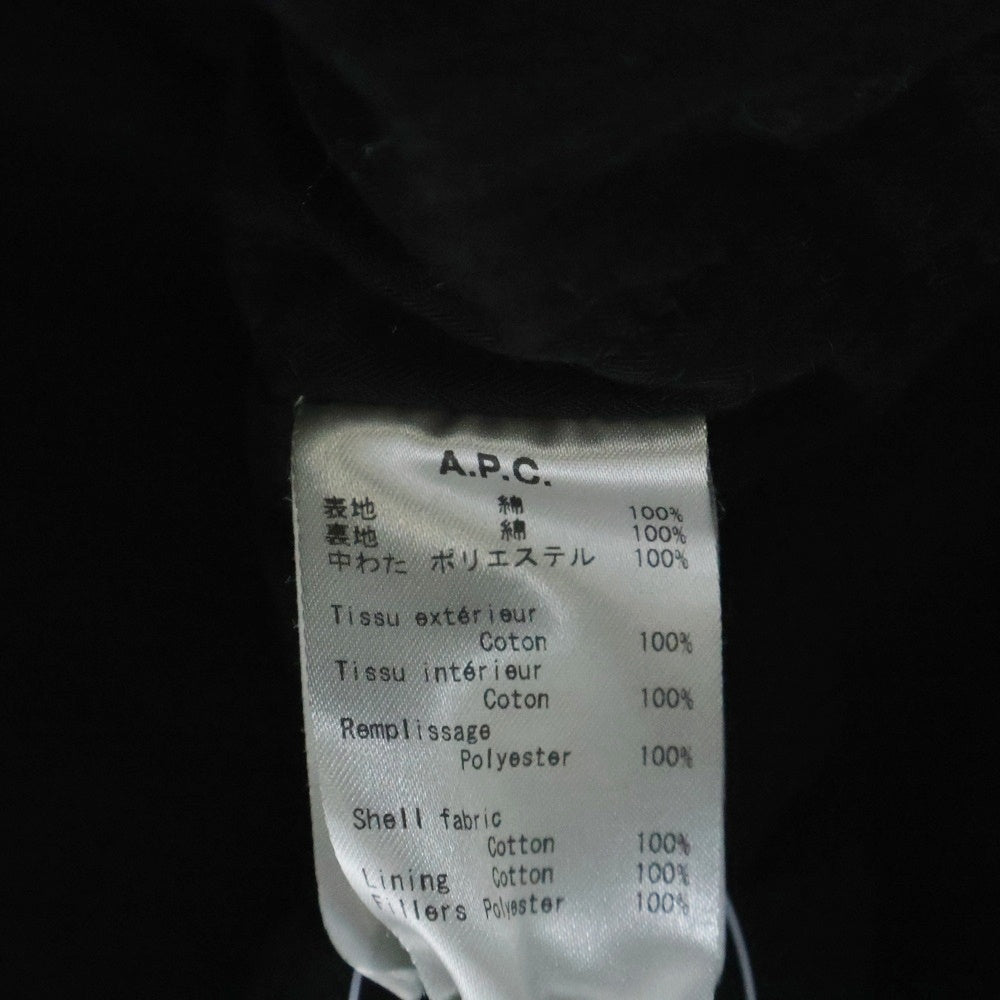 A.P.C.
表地 綿 100%
裏地 綿 100%
中わた ポリエステル 100%
Tissu extérieur
Coton 100%
Tissu intérieur
Coton 100%
Remplissage
Polyester 100%
Shell fabric
Cotton 100%
Lining Cotton 100%
Fillers Polyester 100%